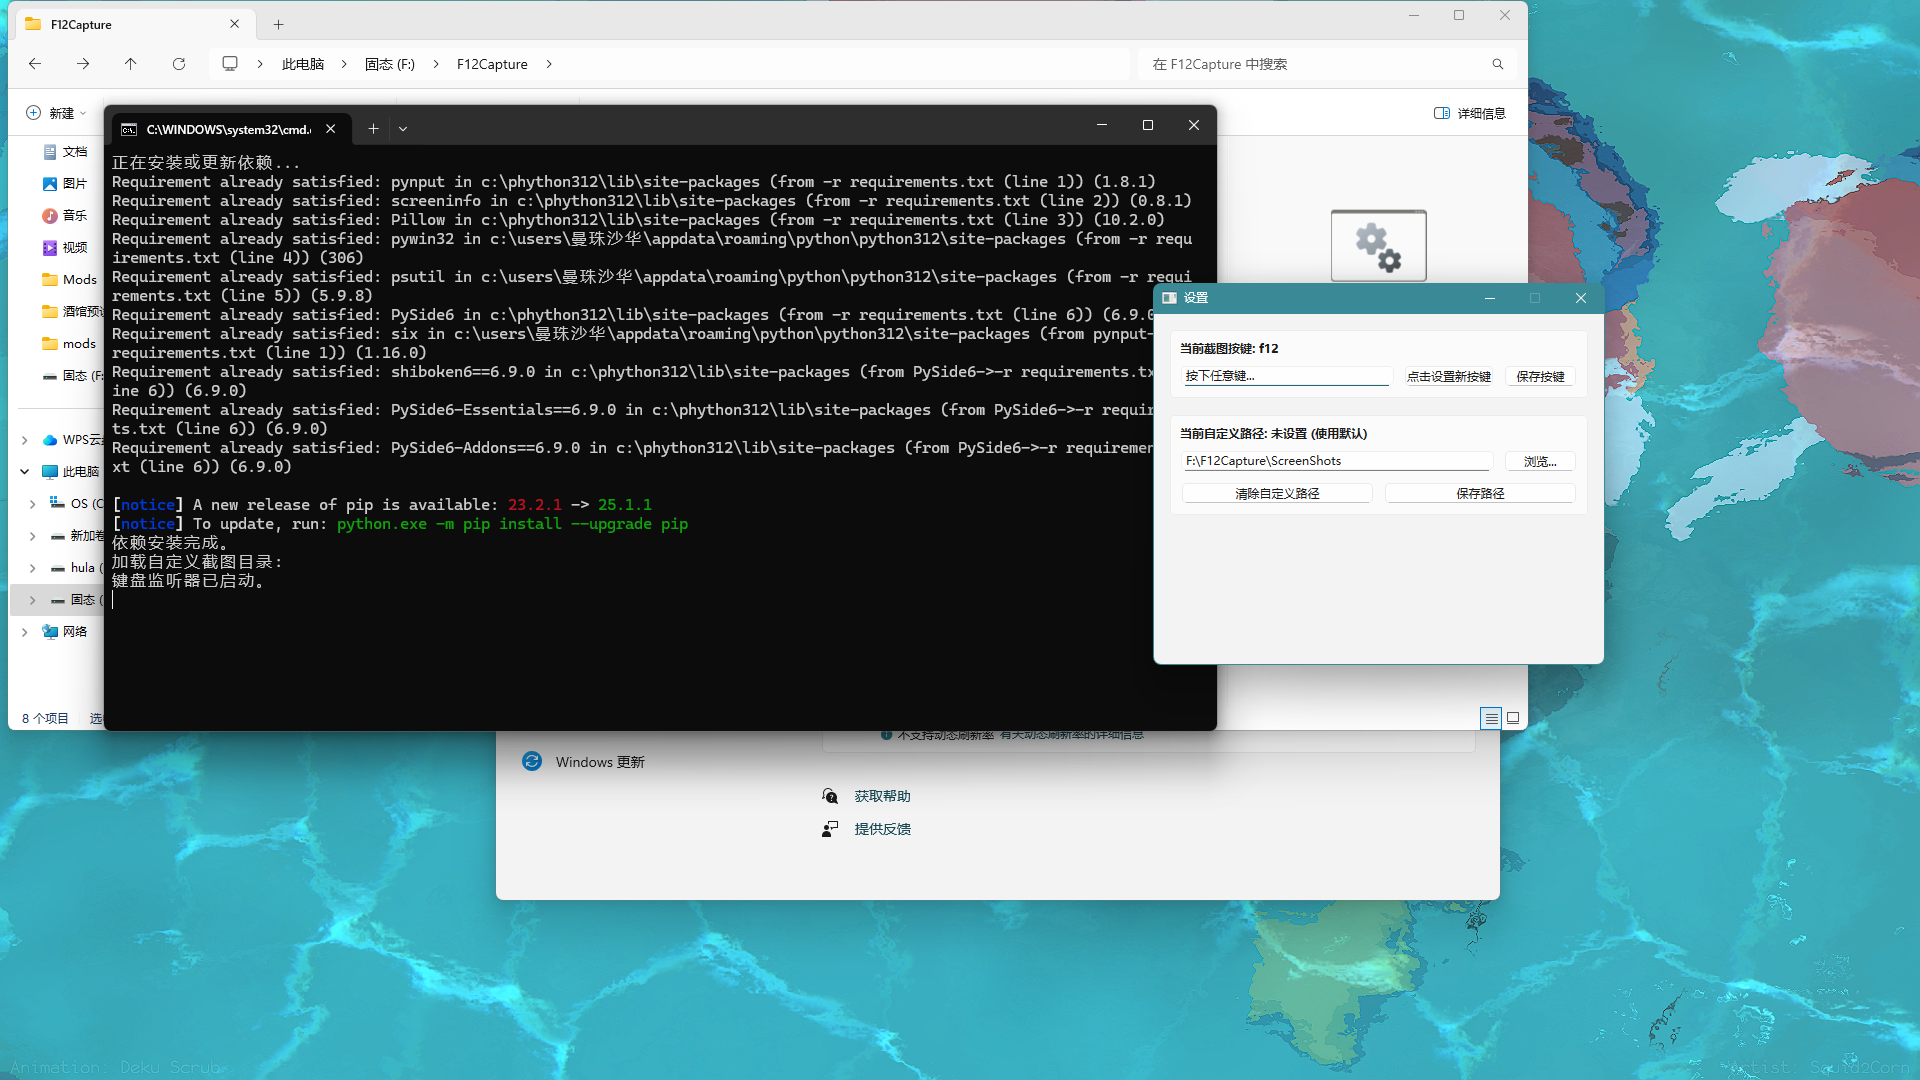 F12Capture
此电脑
固态 (F:)
F12Capture
在 F12Capture 中搜索
新建
详细信息
文档
图片
音乐
视频
Mods
酒馆预设
mods
固态 (F:
WPS云盘
此电脑
OS (C
新加卷
hula (
固态 (
网络
8 个项目
选
C:\WINDOWS\system32\cmd.
正在安装或更新依赖...
Requirement already satisfied: pynput in c:\phython312\lib\site-packages (from -r requirements.txt (line 1)) (1.8.1)
Requirement already satisfied: screeninfo in c:\phython312\lib\site-packages (from -r requirements.txt (line 2)) (0.8.1)
Requirement already satisfied: Pillow in c:\phython312\lib\site-packages (from -r requirements.txt (line 3)) (10.2.0)
Requirement already satisfied: pywin32 in c:\users\曼珠沙华\appdata\roaming\python\python312\site-packages (from -r requ
irements.txt (line 4)) (306)
Requirement already satisfied: psutil in c:\users\曼珠沙华\appdata\roaming\python\python312\site-packages (from -r requi
rements.txt (line 5)) (5.9.8)
Requirement already satisfied: PySide6 in c:\phython312\lib\site-packages (from -r requirements.txt (line 6)) (6.9.0
Requirement already satisfied: six in c:\users\曼珠沙华\appdata\roaming\python\python312\site-packages (from pynput-
requirements.txt (line 1)) (1.16.0)
Requirement already satisfied: shiboken6==6.9.0 in c:\phython312\lib\site-packages (from PySide6->-r requirements.tx
ine 6)) (6.9.0)
Requirement already satisfied: PySide6-Essentials==6.9.0 in c:\phython312\lib\site-packages (from PySide6->-r requir
ts.txt (line 6)) (6.9.0)
Requirement already satisfied: PySide6-Addons==6.9.0 in c:\phython312\lib\site-packages (from PySide6->-r requiremen
xt (line 6)) (6.9.0)
[notice] A new release of pip is available: 23.2.1 -> 25.1.1
[notice] To update, run: python.exe -m pip install --upgrade pip
依赖安装完成。
加载自定义截图目录:
键盘监听器已启动。
设置
当前截图按键: f12
按下任意键...
点击设置新按键
保存按键
当前自定义路径: 未设置 (使用默认)
F:\F12Capture\ScreenShots
浏览...
清除自定义路径
保存路径
不支持动态刷新率 有关动态刷新率的详细信息
Windows 更新
获取帮助
提供反馈
Animation: Deku Scrub
Artist: Squid2Corn